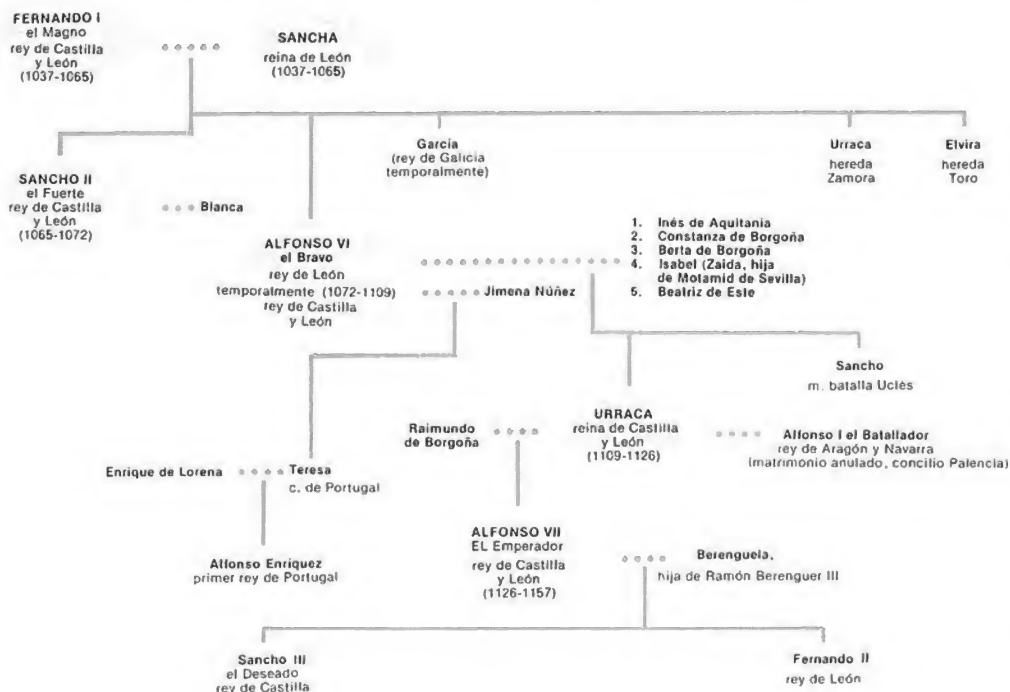 FERNANDO I
el Magno
rey de Castilla
y León
(1037-1065)
SANCHA
reina de León
(1037-1065)
SANCHO II
el Fuerte
rey de Castilla
y León
(1065-1072)
Blanca
García
(rey de Galicia
temporalmente)
Urraca
hereda
Zamora
Elvira
hereda
Toro
ALFONSO VI
el Bravo
rey de León
temporalmente (1072-1109)
rey de Castilla
y León
1. Inés de Aquitania
2. Constanza de Borgoña
3. Berta de Borgoña
4. Isabel (Zaida, hija
de Motamid de Sevilla)
5. Beatriz de Este
Jimena Núñez
Sancho
m. batalla Uclés
Raimundo
de Borgoña
URRACA
reina de Castilla
y León
(1109-1126)
Alfonso I el Batallador
rey de Aragón y Navarra
(matrimonio anulado, concilio Palencia)
Enrique de Lorena
Teresa
c. de Portugal
Alfonso Enríquez
primer rey de Portugal
ALFONSO VII
EL Emperador
rey de Castilla
y León
(1126-1157)
Berenguela,
hija de Ramón Berenguer III
Sancho III
el Deseado
rey de Castilla
Fernando II
rey de León